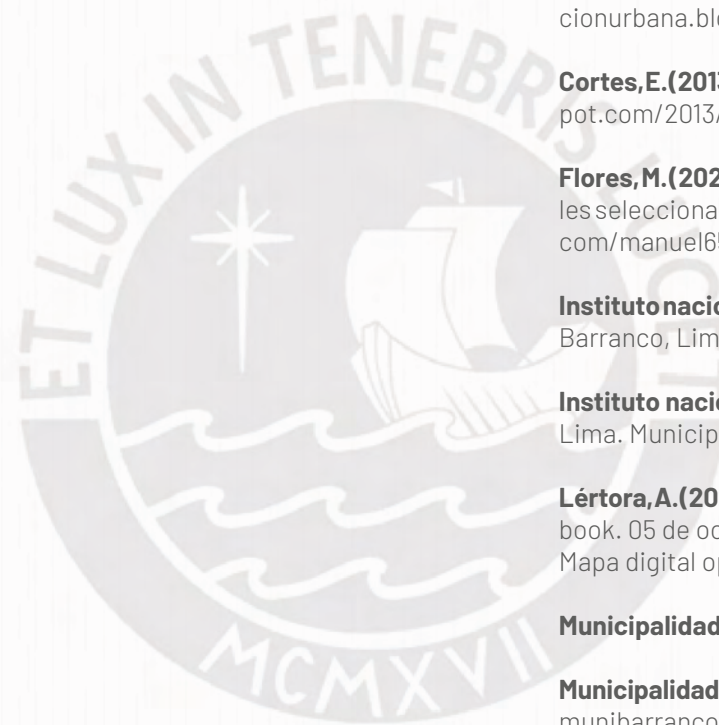 ET LUX IN TENEBRIS LUCET
MCMXVII
cionurbana.bl
Cortes,E.(201
pot.com/2013/
Flores,M.(202
les selecciona
com/manuel6
Instituto nacio
Barranco, Lim
Instituto nacio
Lima. Municip
Lértora,A.(20
book. 05 de oc
Mapa digital o
Municipalidad
Municipalidad
munibarranco